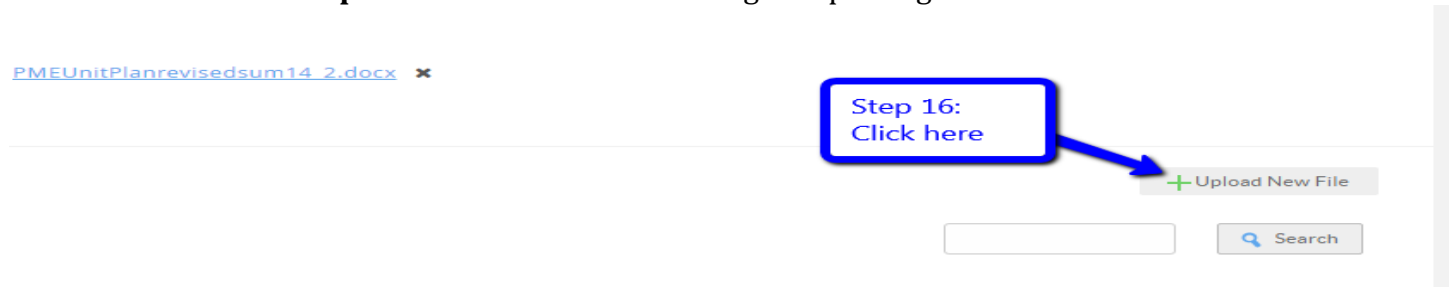 PMEUnitPlanrevisedsum14_2.docx ✖
Step 16:
Click here
Upload New File
Search